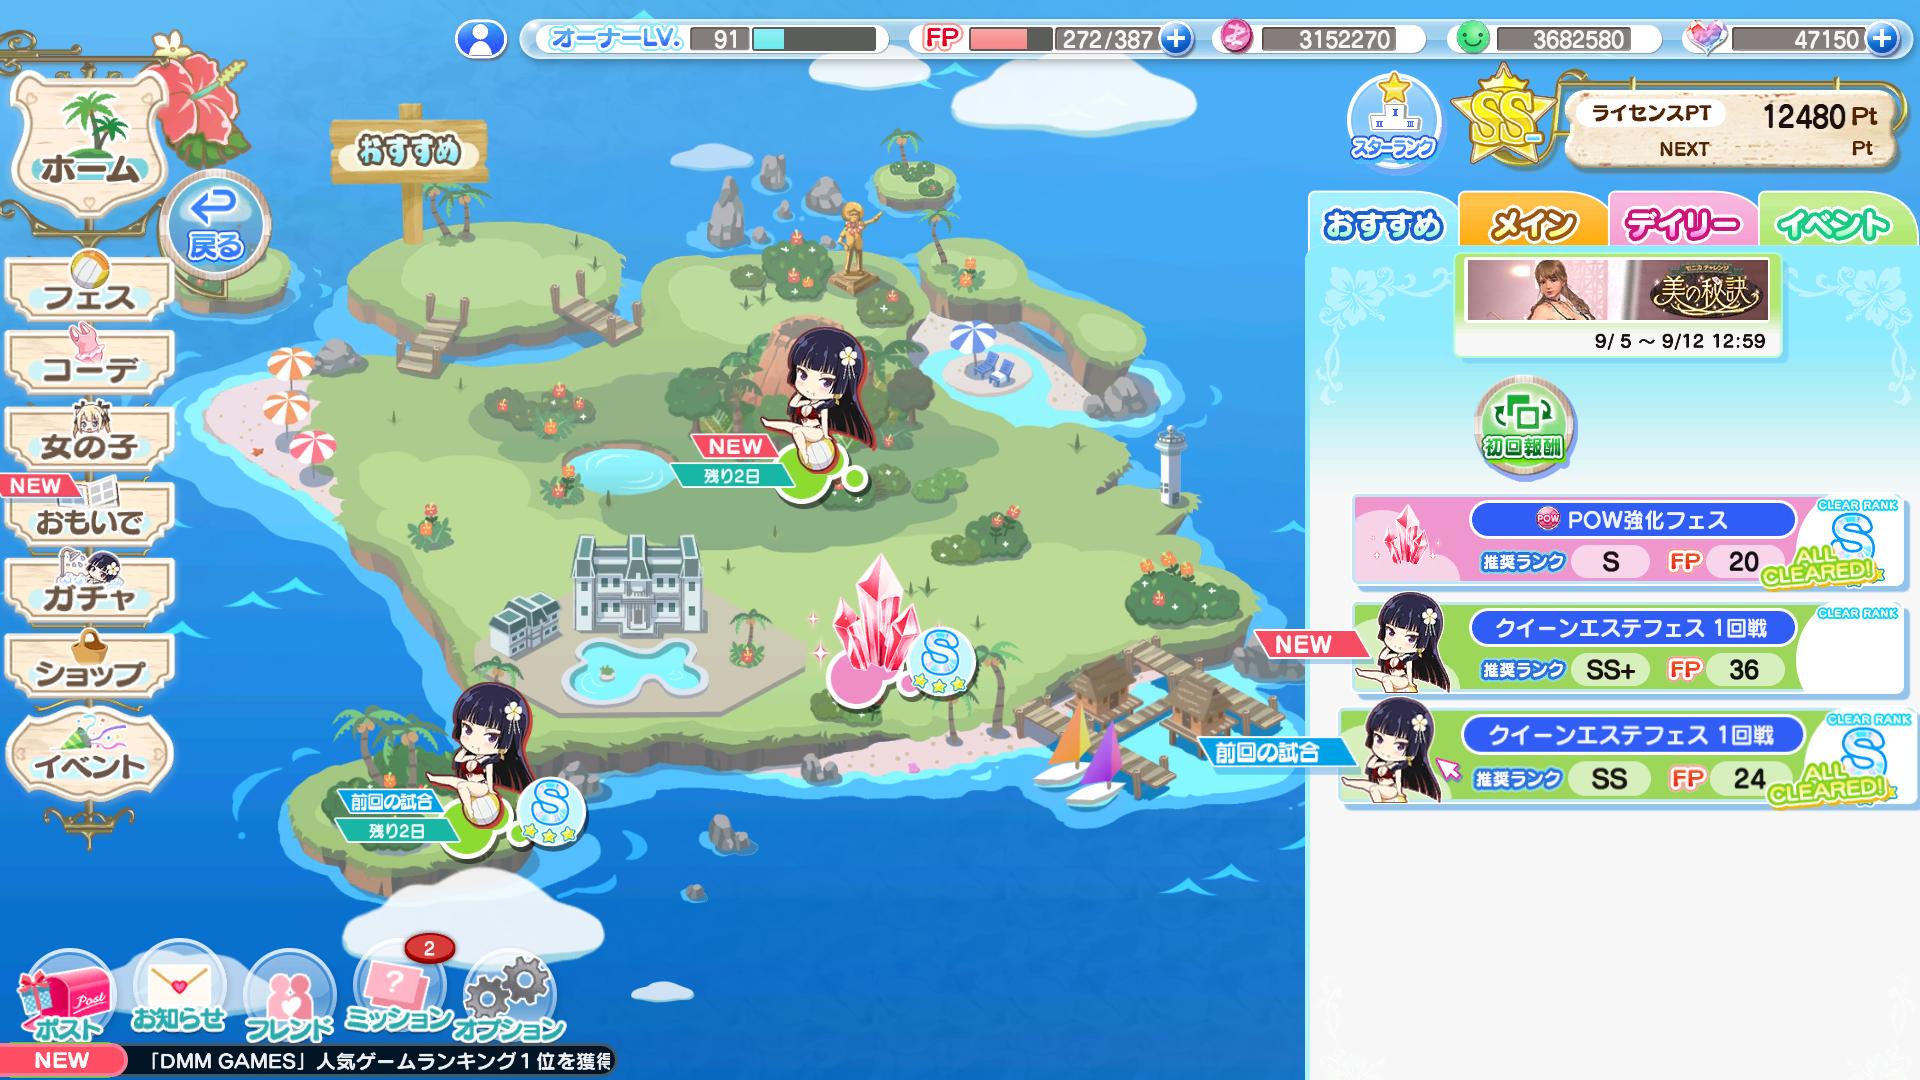 オーナーLV. 91
FP 272/387
3152270
3682580
47150
ホーム
戻る
おすすめ
スターランク
SS-
ライセンスPT 12480 Pt
NEXT Pt
フェス
コーデ
女の子
NEW
おもいで
ガチャ
ショップ
イベント
NEW
残り2日
S
前回の試合
残り2日
S
おすすめ
メイン
デイリー
イベント
モニカ チャレンジ
美の秘訣
9/ 5 ～ 9/12 12:59
初回報酬
POW POW強化フェス
CLEAR RANK
S
推奨ランク S FP 20
ALL CLEARED!
NEW
クイーンエステフェス 1回戦
CLEAR RANK
推奨ランク SS+ FP 36
前回の試合
クイーンエステフェス 1回戦
CLEAR RANK
S
推奨ランク SS FP 24
ALL CLEARED!
2
Post
ポスト
お知らせ
フレンド
?
ミッション
オプション
NEW
「DMM GAMES」人気ゲームランキング１位を獲得